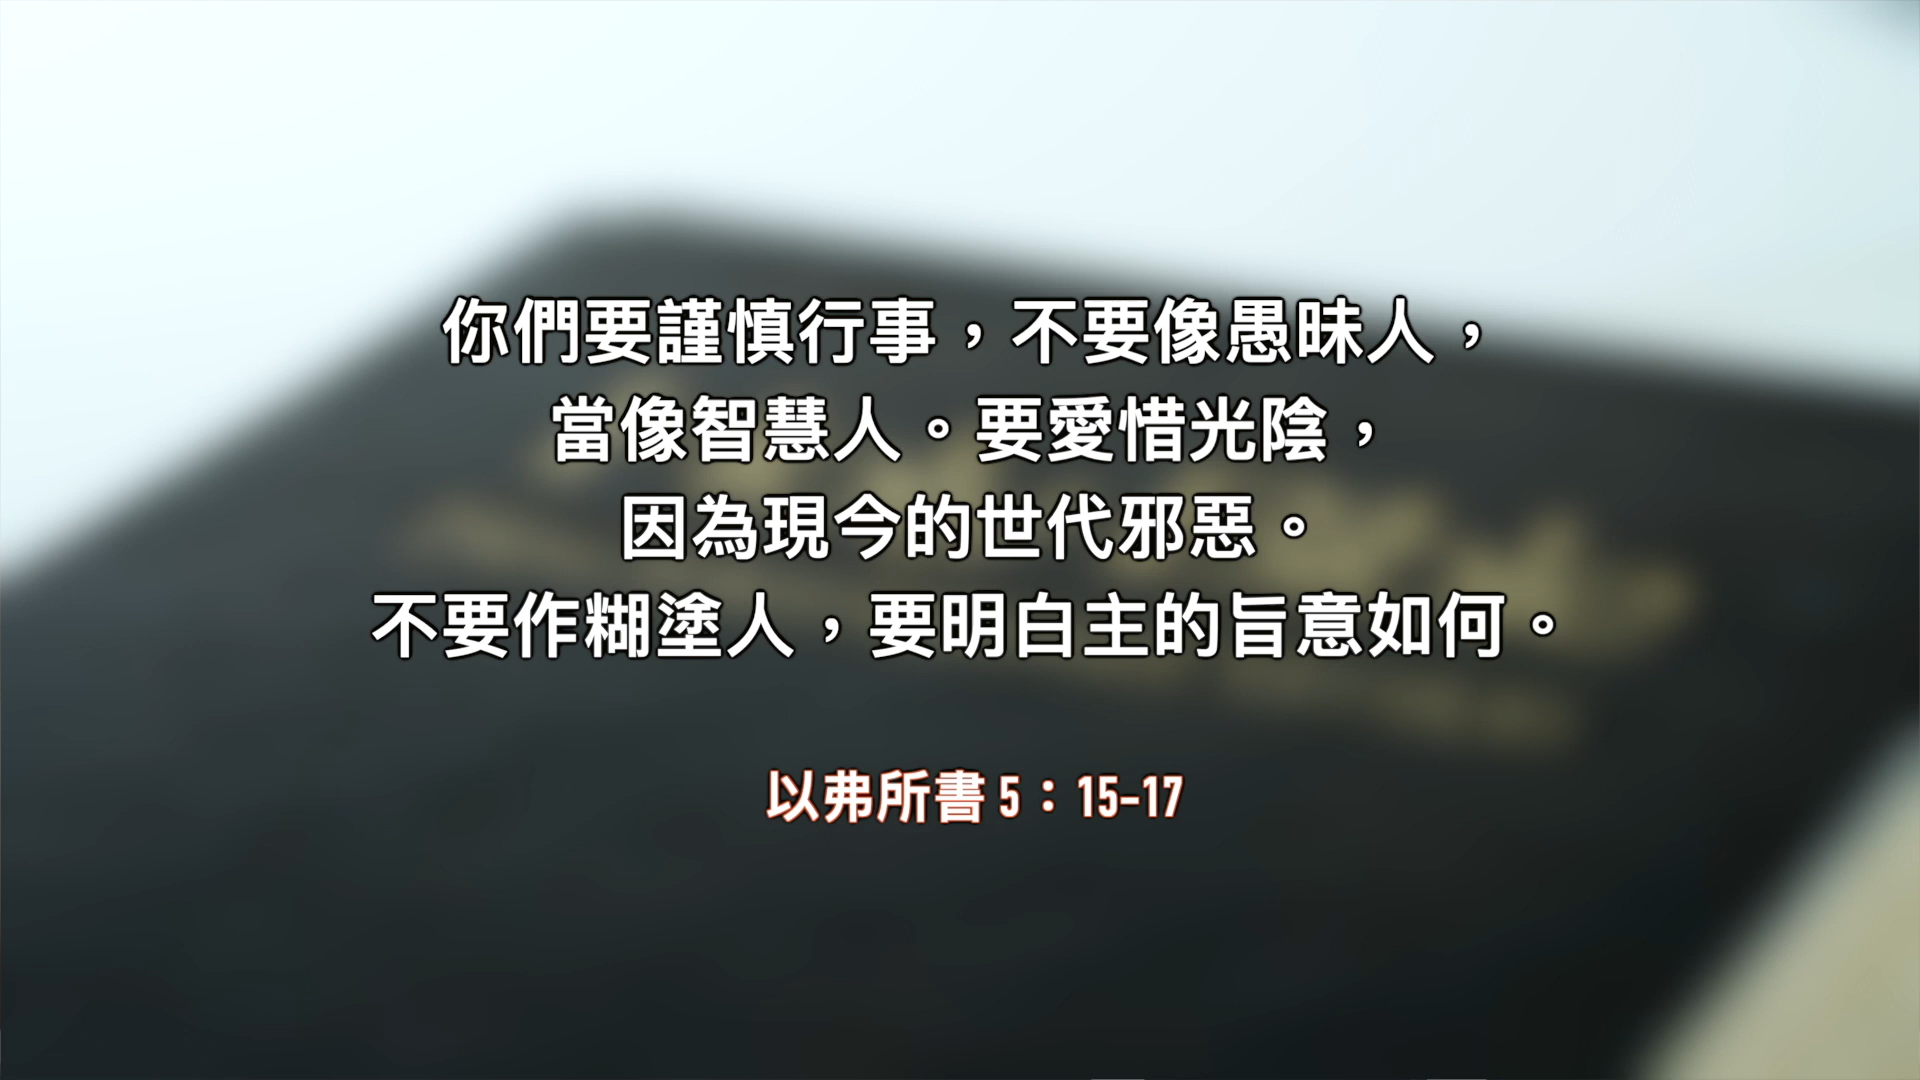 你們要謹慎行事，不要像愚昧人，
當像智慧人。要愛惜光陰，
因為現今的世代邪惡。
不要作糊塗人，要明白主的旨意如何。
以弗所書 5：15-17